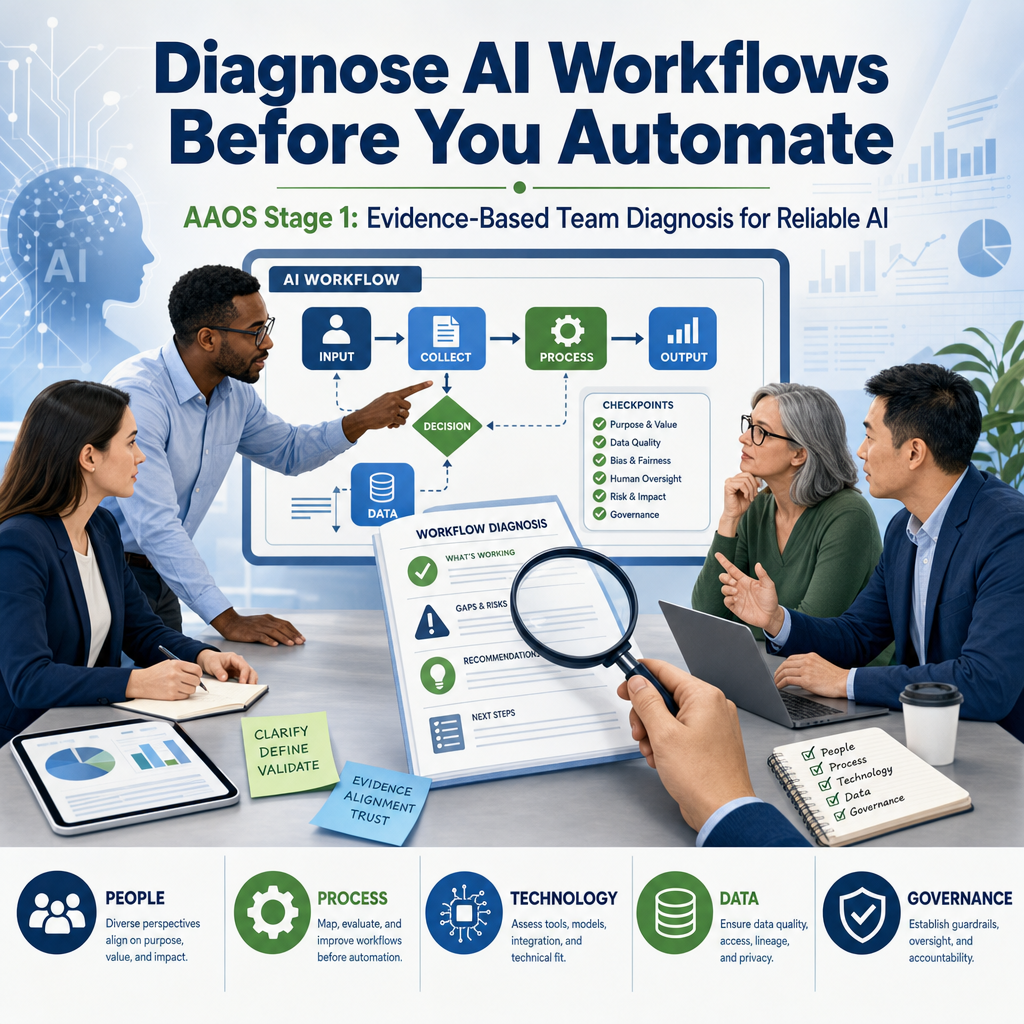 Diagnose AI Workflows
Before You Automate
AAOS Stage 1: Evidence-Based Team Diagnosis for Reliable AI
AI
AI WORKFLOW
INPUT
COLLECT
PROCESS
OUTPUT
DECISION
DATA
CHECKPOINTS
Purpose & Value
Data Quality
Bias & Fairness
Human Oversight
Risk & Impact
Governance
WORKFLOW DIAGNOSIS
WHAT'S WORKING
GAPS & RISKS
RECOMMENDATIONS
NEXT STEPS
CLARIFY
DEFINE
VALIDATE
EVIDENCE
ALIGNMENT
TRUST
People
Process
Technology
Data
Governance
PEOPLE
Diverse perspectives
align on purpose,
value, and impact.
PROCESS
Map, evaluate, and
improve workflows
before automation.
TECHNOLOGY
Assess tools, models,
integration, and
technical fit.
DATA
Ensure data quality,
access, lineage,
and privacy.
GOVERNANCE
Establish guardrails,
oversight, and
accountability.